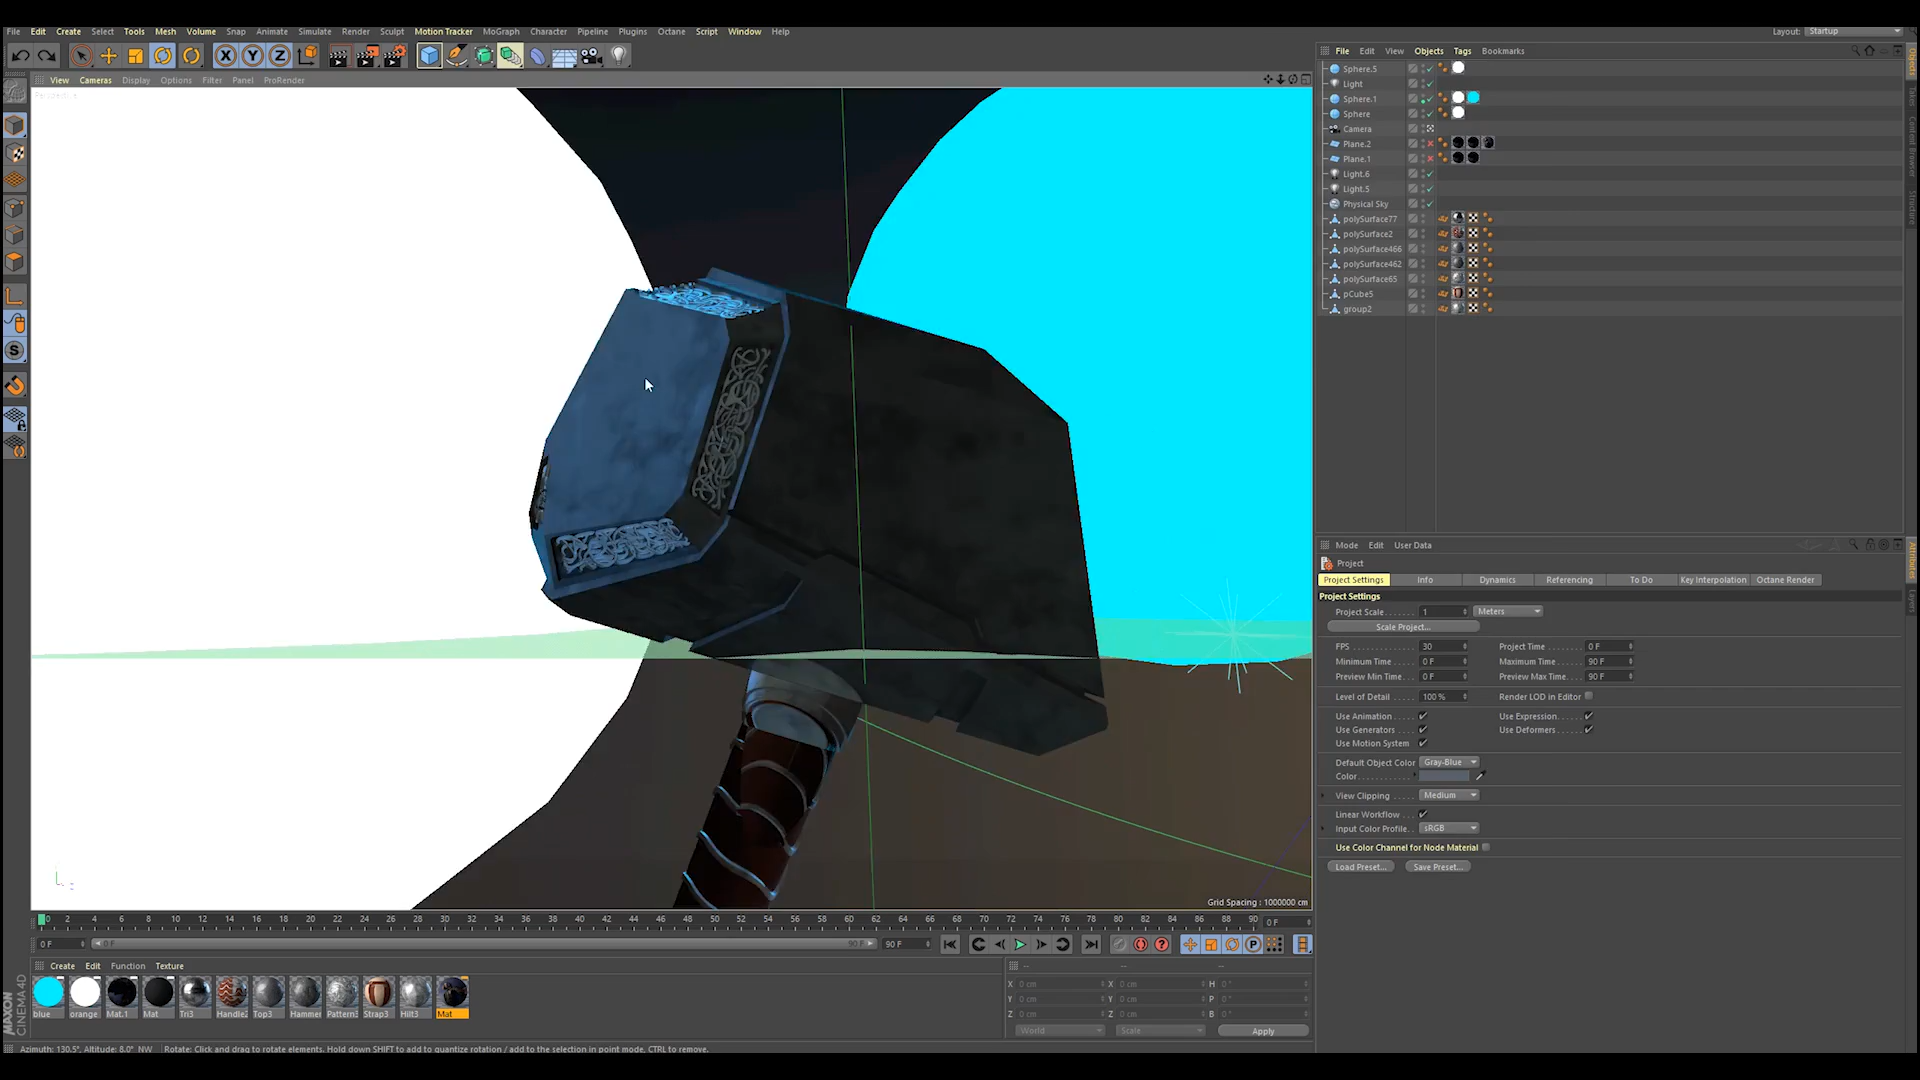 File Edit Create Select Tools Mesh Volume Snap Animate Simulate Render Sculpt Motion Tracker MoGraph Character Pipeline Plugins Octane Script Window Help
Layout: Startup
View Cameras Display Options Filter Panel ProRender
Perspective
File Edit View Objects Tags Bookmarks
Sphere.5
Light
Sphere.1
Sphere
Camera
Plane.2
Plane.1
Light.6
Light.5
Physical Sky
polySurface77
polySurface2
polySurface466
polySurface462
polySurface65
pCube5
group2
Objects
Takes
Content Browser
Structure
Mode Edit User Data
Project
Project Settings Info Dynamics Referencing To Do Key Interpolation Octane Render
Project Settings
Project Scale 1 Meters
Scale Project...
FPS 30 Project Time 0 F
Minimum Time 0 F Maximum Time 90 F
Preview Min Time 0 F Preview Max Time 90 F
Level of Detail 100 % Render LOD in Editor
Use Animation Use Expression
Use Generators Use Deformers
Use Motion System
Default Object Color Gray-Blue
Color
View Clipping Medium
Linear Workflow
Input Color Profile sRGB
Use Color Channel for Node Material
Load Preset... Save Preset...
Attributes
Layers
Grid Spacing : 1000000 cm
0 2 4 6 8 10 12 14 16 18 20 22 24 26 28 30 32 34 36 38 40 42 44 46 48 50 52 54 56 58 60 62 64 66 68 70 72 74 76 78 80 82 84 86 88 90 0 F
0 F 0 F 90 F 90 F
Create Edit Function Texture
blue orange Mat.1 Mat Tri3 Handle2 Top3 Hammer Pattern3 Strap3 Hilt3 Mat
X 0 cm X 0 cm H 0 °
Y 0 cm Y 0 cm P 0 °
Z 0 cm Z 0 cm B 0 °
World Scale Apply
MAXON CINEMA 4D
Azimuth: 130.5°, Altitude: 8.0° NW Rotate: Click and drag to rotate elements. Hold down SHIFT to add to quantize rotation / add to the selection in point mode, CTRL to remove.